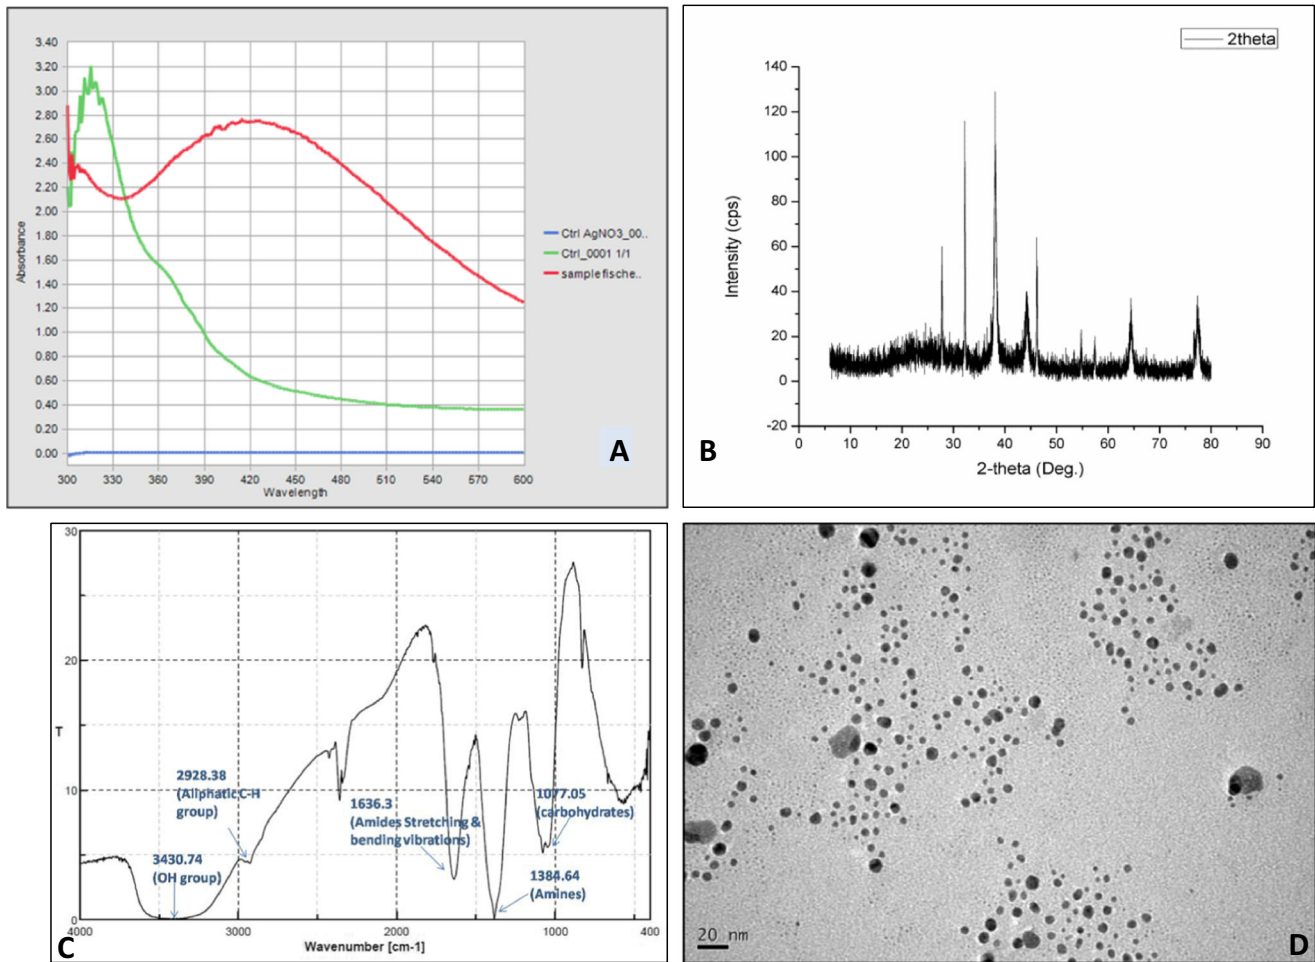 3.40
3.20
3.00
2.80
2.60
2.40
2.20
2.00
1.80
1.60
1.40
1.20
1.00
0.80
0.60
0.40
0.20
0.00
Absorbance
300 330 360 390 420 450 480 510 540 570 600
Wavelength
Ctrl AgNO3_00..
Ctrl_0001 1/1
sample fische..
A
2theta
140
120
100
80
60
40
20
0
-20
Intensity (cps)
0 10 20 30 40 50 60 70 80 90
2-theta (Deg.)
B
30
20
T
10
0
2928.38
(Aliphatic C-H
group)
3430.74
(OH group)
1636.3
(Amides Stretching &
bending vibrations)
1077.05
(carbohydrates)
1384.64
(Amines)
4000 3000 2000 1000 400
Wavenumber [cm-1]
C
20 nm
D